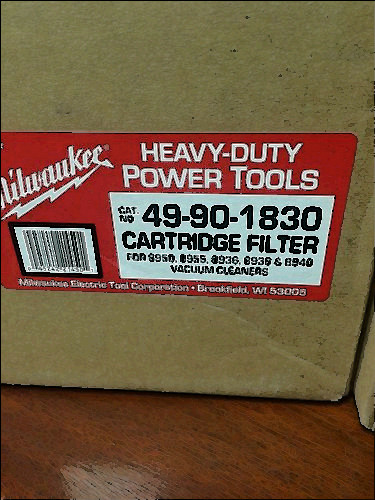 Milwaukee
HEAVY-DUTY
POWER TOOLS
CAT. NO 49-90-1830
CARTRIDGE FILTER
FOR 8950, 8955, 8936, 8938 & 8940
VACUUM CLEANERS
Milwaukee Electric Tool Corporation • Brookfield, WI 53005